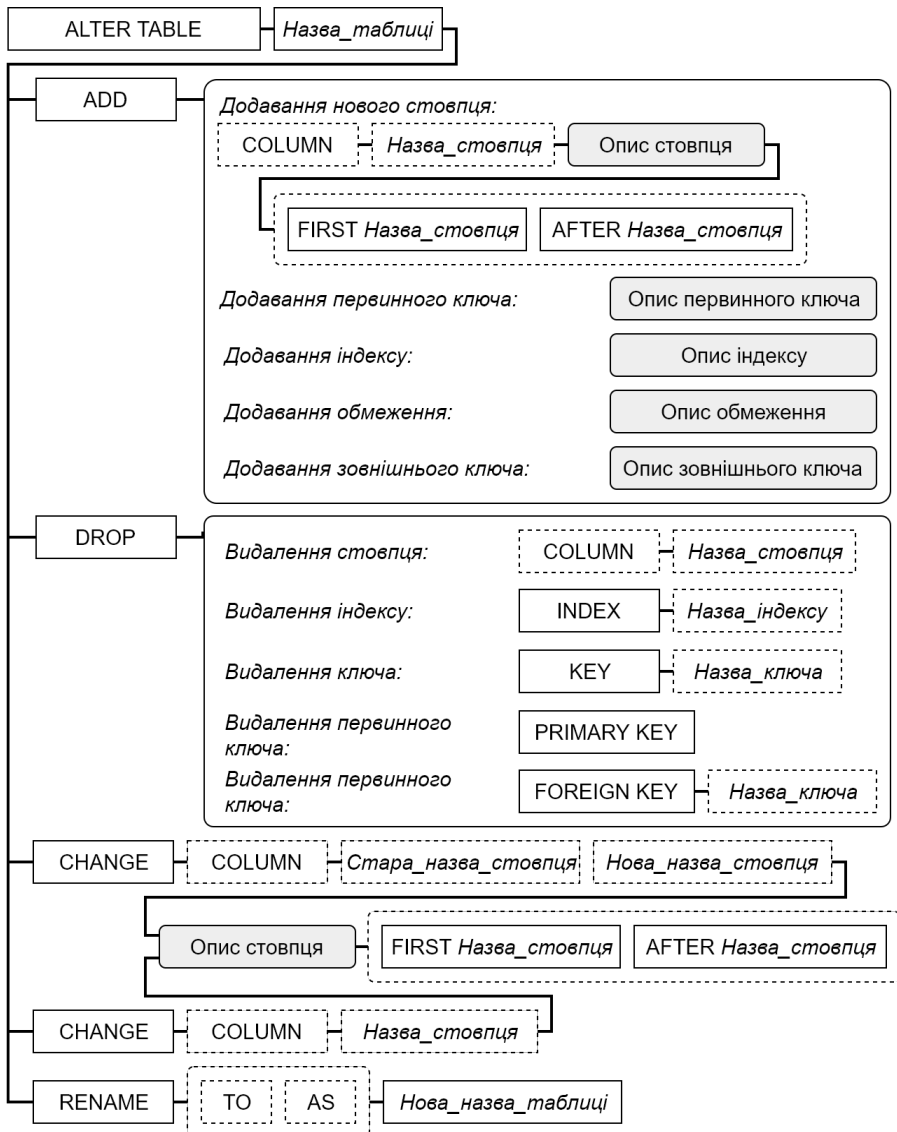 ALTER TABLE Назва_таблиці
ADD
Додавання нового стовпця:
COLUMN Назва_стовпця Опис стовпця
FIRST Назва_стовпця AFTER Назва_стовпця
Додавання первинного ключа: Опис первинного ключа
Додавання індексу: Опис індексу
Додавання обмеження: Опис обмеження
Додавання зовнішнього ключа: Опис зовнішнього ключа
DROP
Видалення стовпця: COLUMN Назва_стовпця
Видалення індексу: INDEX Назва_індексу
Видалення ключа: KEY Назва_ключа
Видалення первинного
ключа: PRIMARY KEY
Видалення первинного
ключа: FOREIGN KEY Назва_ключа
CHANGE COLUMN Стара_назва_стовпця Нова_назва_стовпця
Опис стовпця FIRST Назва_стовпця AFTER Назва_стовпця
CHANGE COLUMN Назва_стовпця
RENAME TO AS Нова_назва_таблиці